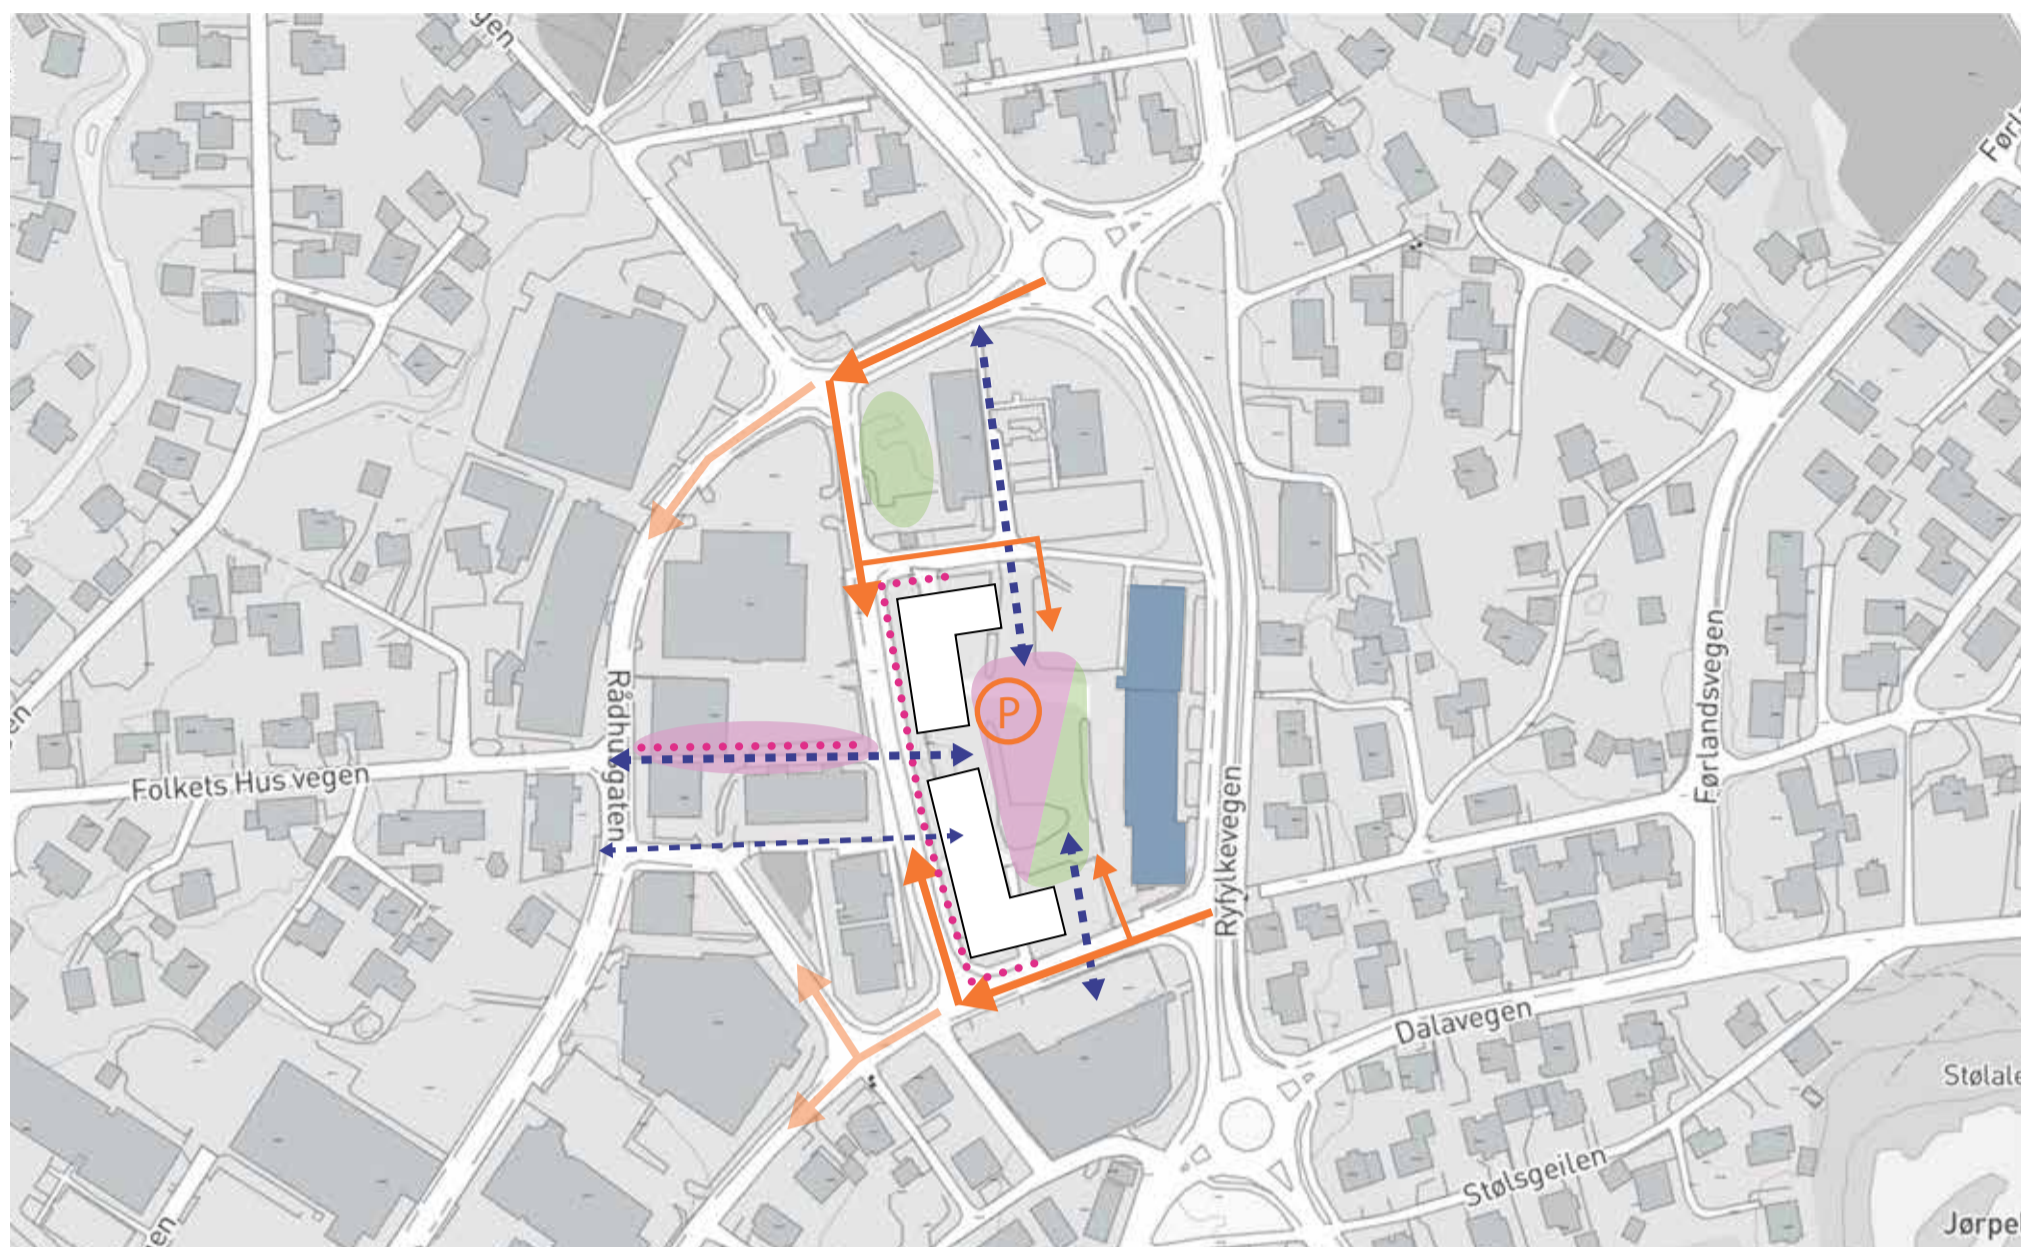 gen
Førl
P
Rådhusgaten
Førlandsvegen
en
Folkets Hus vegen
Ryfylkevegen
Dalavegen
Stølale
Stølsgeilen
Jørpel
en